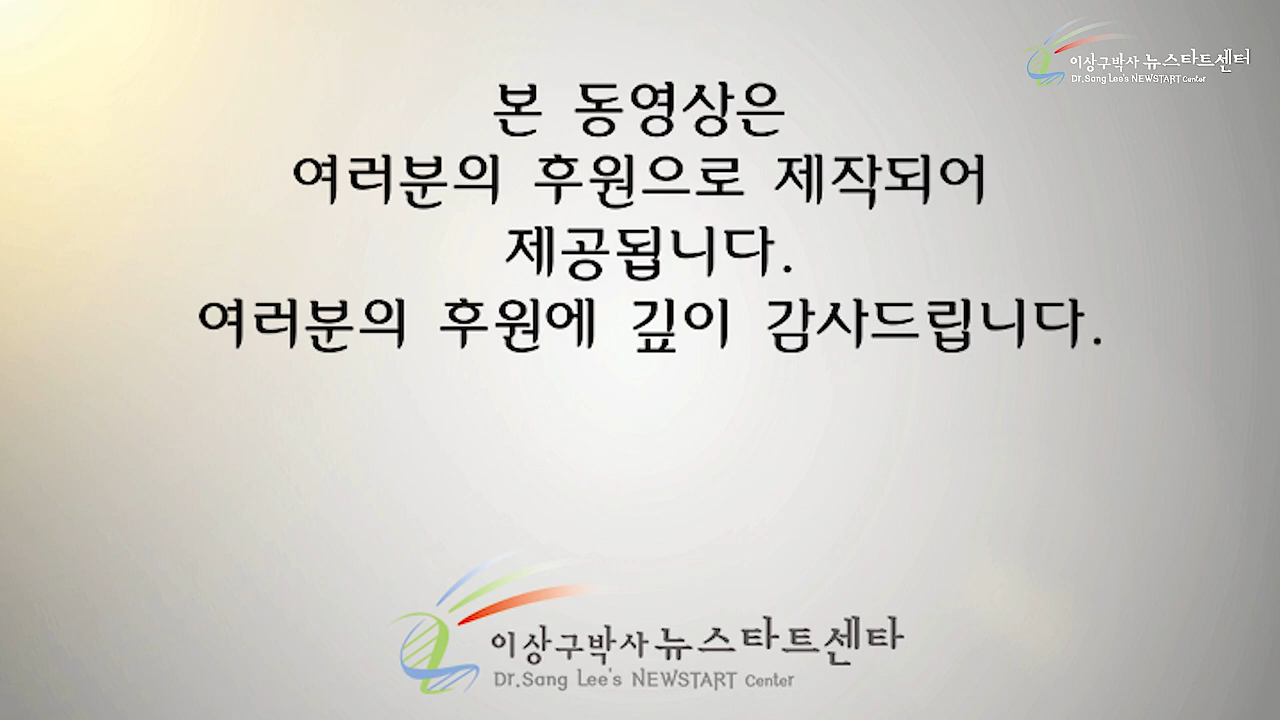 이상구박사 뉴스타트센터
Dr.Sang Lee's NEWSTART Center
본 동영상은
여러분의 후원으로 제작되어
제공됩니다.
여러분의 후원에 깊이 감사드립니다.
이상구박사 뉴스타트센타
Dr.Sang Lee's NEWSTART Center